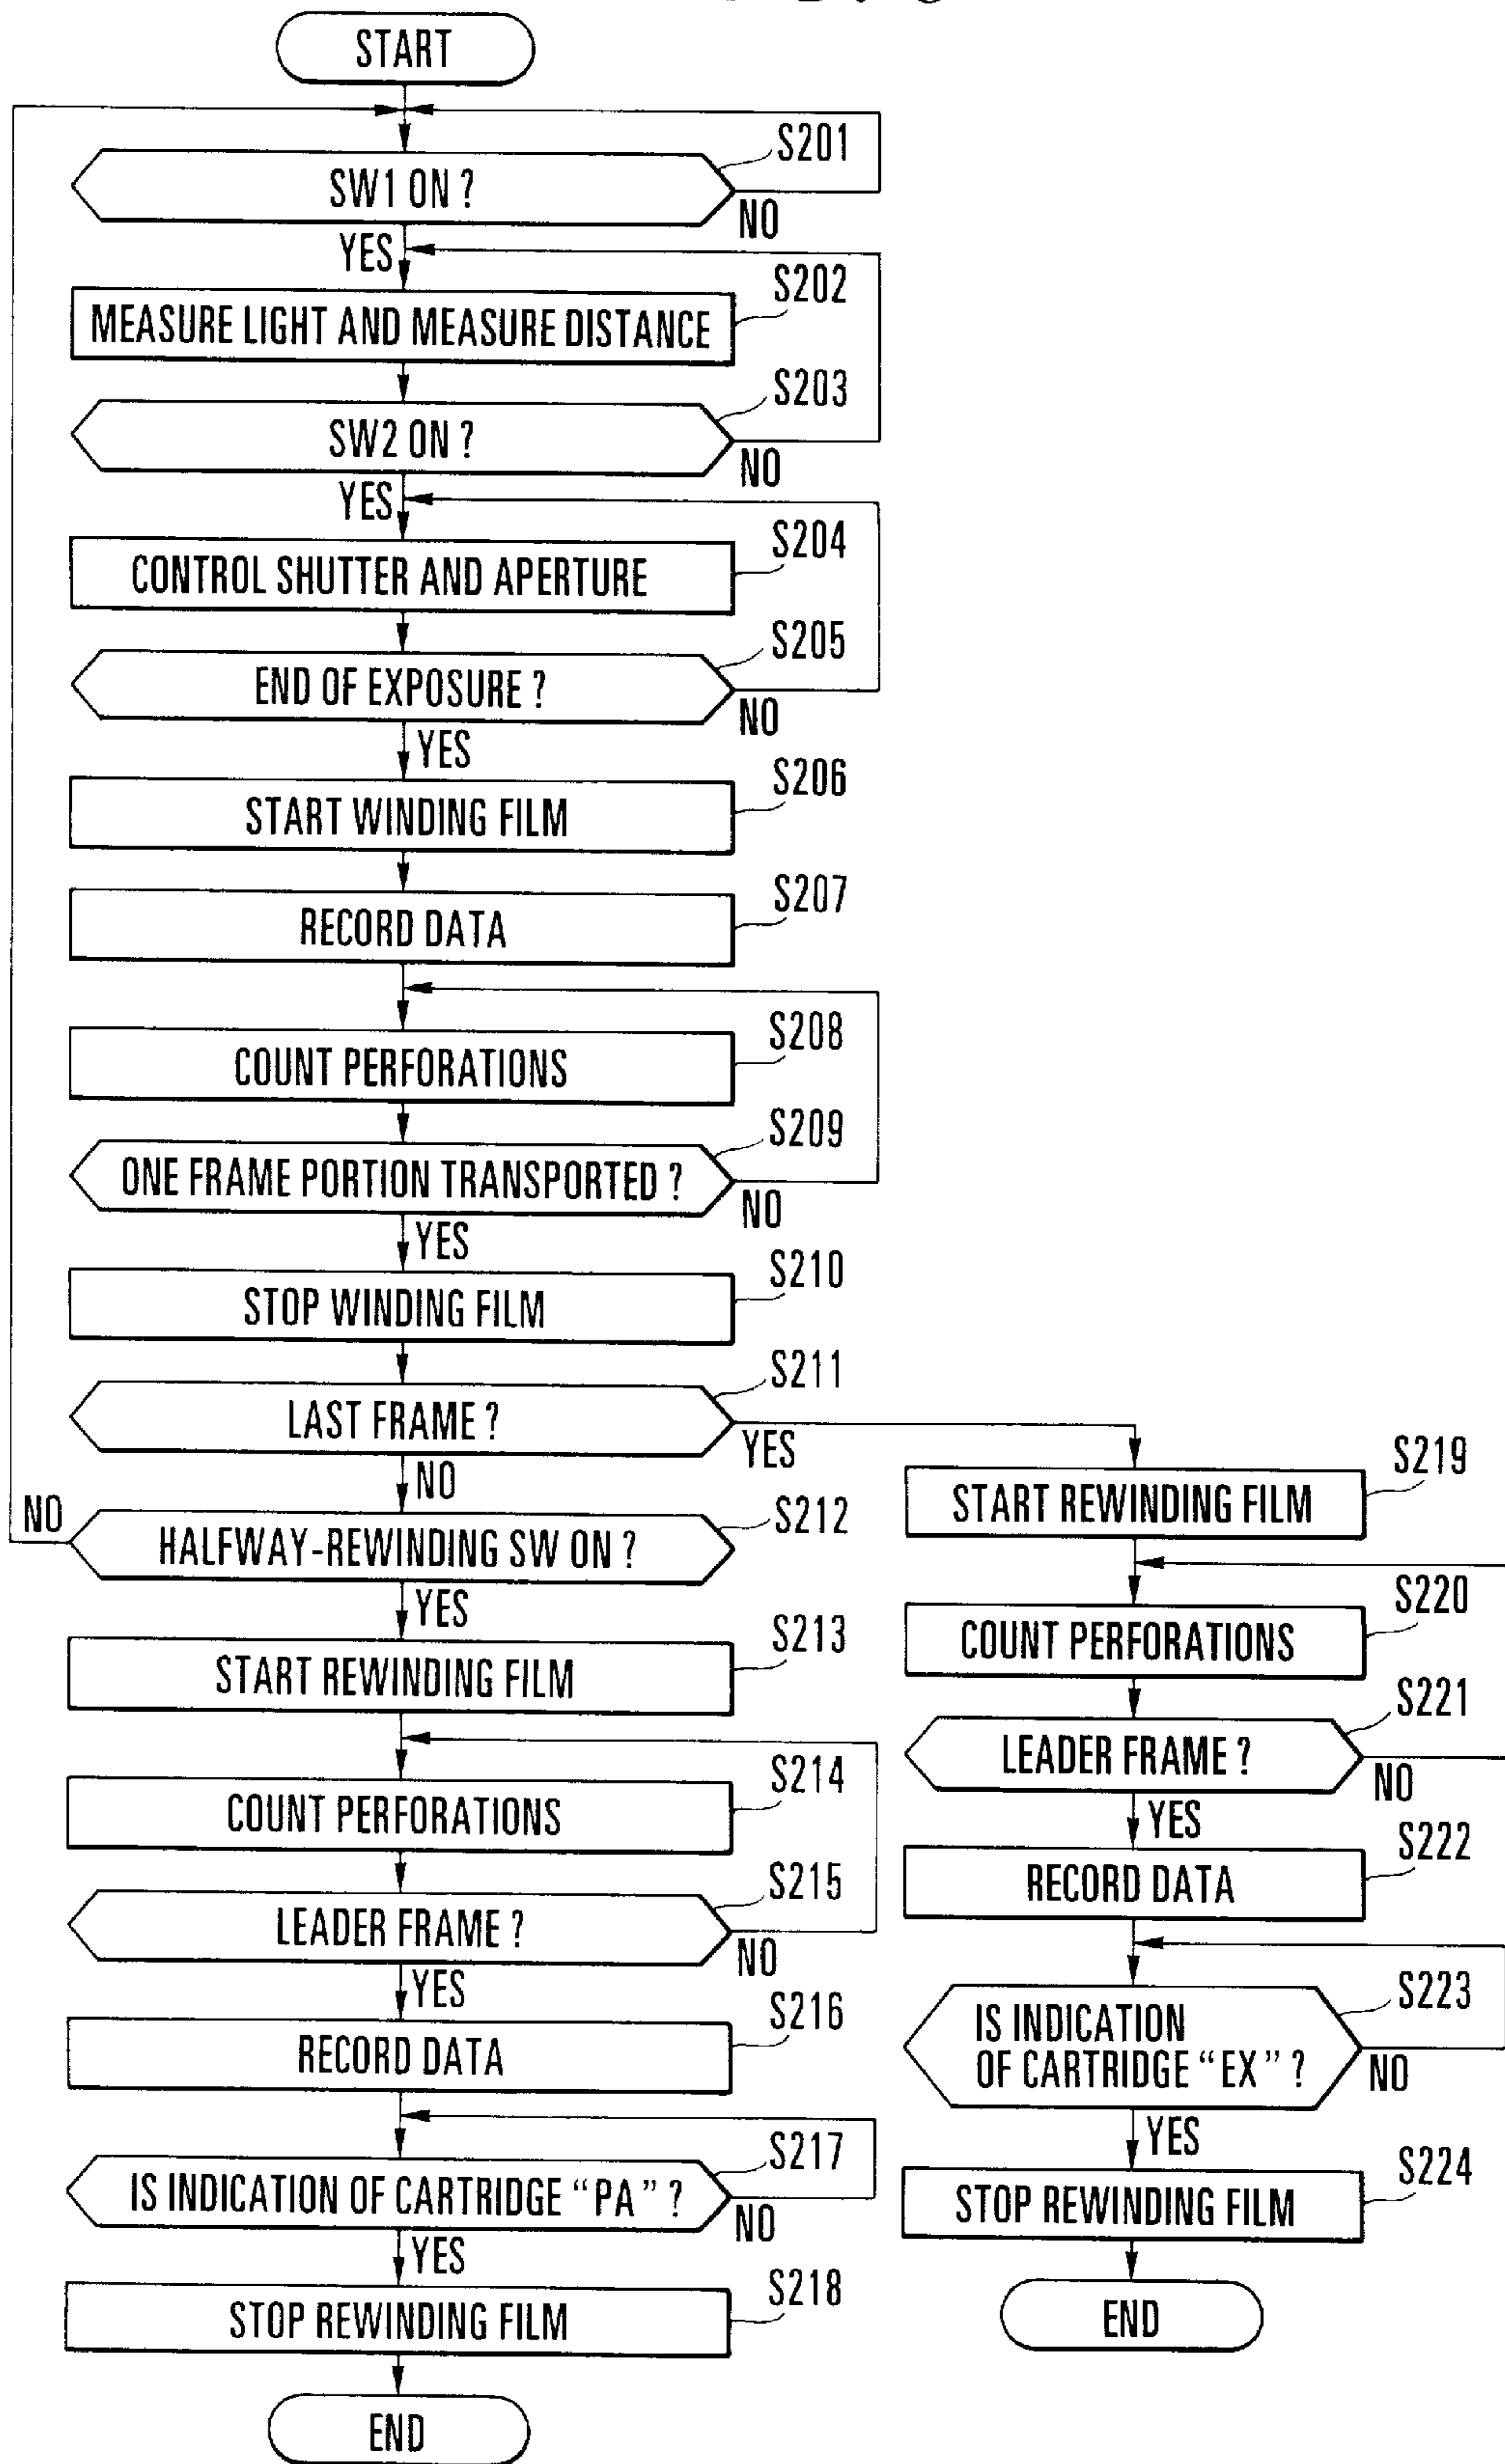 START
S201
SW1 ON ?
NO
YES
S202
MEASURE LIGHT AND MEASURE DISTANCE
S203
SW2 ON ?
NO
YES
S204
CONTROL SHUTTER AND APERTURE
S205
END OF EXPOSURE ?
NO
YES
S206
START WINDING FILM
S207
RECORD DATA
S208
COUNT PERFORATIONS
S209
ONE FRAME PORTION TRANSPORTED ?
NO
YES
S210
STOP WINDING FILM
S211
LAST FRAME ?
YES
NO
NO
S212
HALFWAY-REWINDING SW ON ?
YES
S213
START REWINDING FILM
S214
COUNT PERFORATIONS
S215
LEADER FRAME ?
NO
YES
S216
RECORD DATA
S217
IS INDICATION OF CARTRIDGE “PA” ?
NO
YES
S218
STOP REWINDING FILM
END
S219
START REWINDING FILM
S220
COUNT PERFORATIONS
S221
LEADER FRAME ?
NO
YES
S222
RECORD DATA
S223
IS INDICATION
OF CARTRIDGE “EX” ?
NO
YES
S224
STOP REWINDING FILM
END